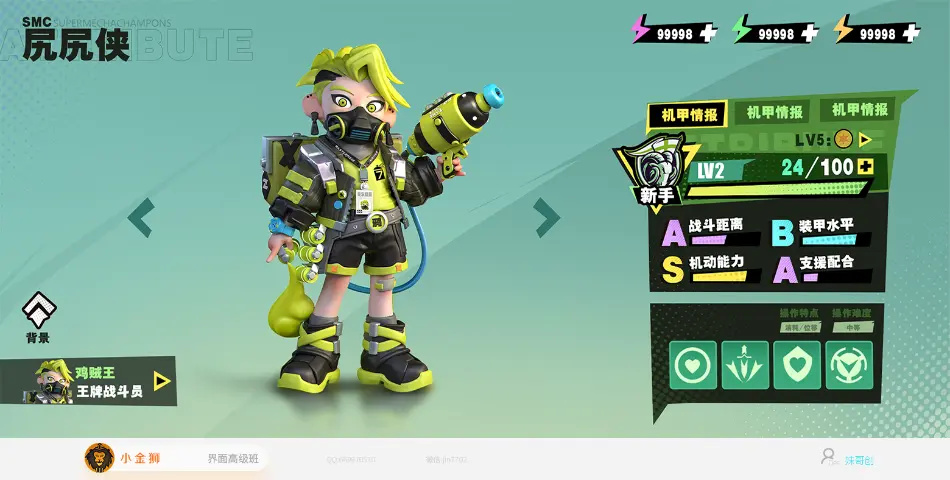 SMC SUPERMECHACHAMPONS
尻尻侠
99998
99998
99998
机甲情报
机甲情报
机甲情报
LV5:
LV2
24/100
新手
A 战斗距离
B 装甲水平
S 机动能力
A 支援配合
操作特点
操作难度
中等
背景
鸡贼王
王牌战斗员
小金狮
界面高级班
妹哥创